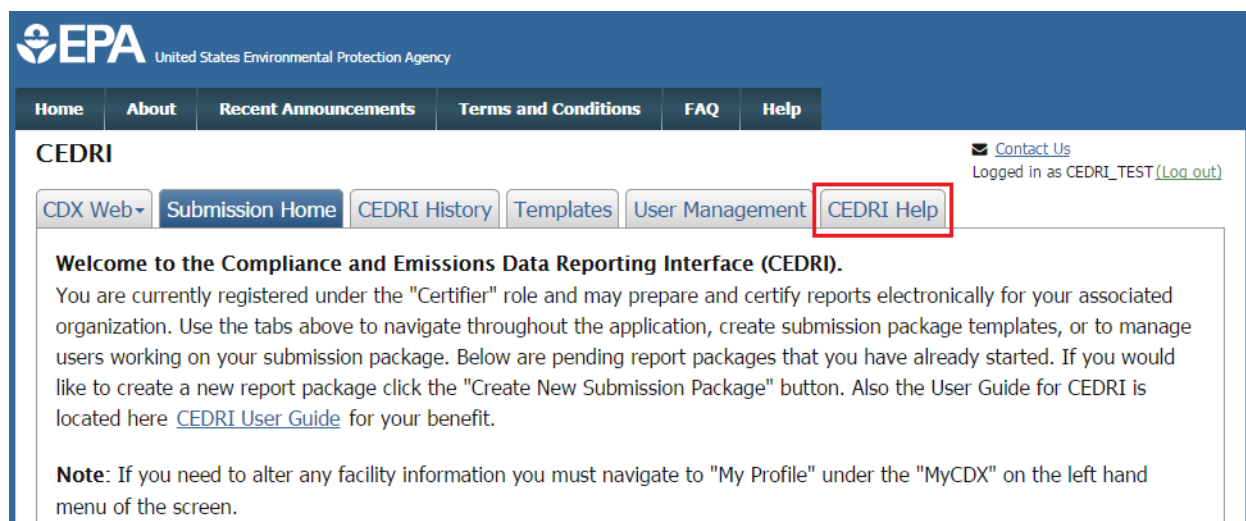 EPA United States Environmental Protection Agency
Home About Recent Announcements Terms and Conditions FAQ Help
CEDRI
Contact Us
Logged in as CEDRI_TEST (Log out)
CDX Web Submission Home CEDRI History Templates User Management CEDRI Help
Welcome to the Compliance and Emissions Data Reporting Interface (CEDRI).
You are currently registered under the "Certifier" role and may prepare and certify reports electronically for your associated
organization. Use the tabs above to navigate throughout the application, create submission package templates, or to manage
users working on your submission package. Below are pending report packages that you have already started. If you would
like to create a new report package click the "Create New Submission Package" button. Also the User Guide for CEDRI is
located here CEDRI User Guide for your benefit.
Note: If you need to alter any facility information you must navigate to "My Profile" under the "MyCDX" on the left hand
menu of the screen.